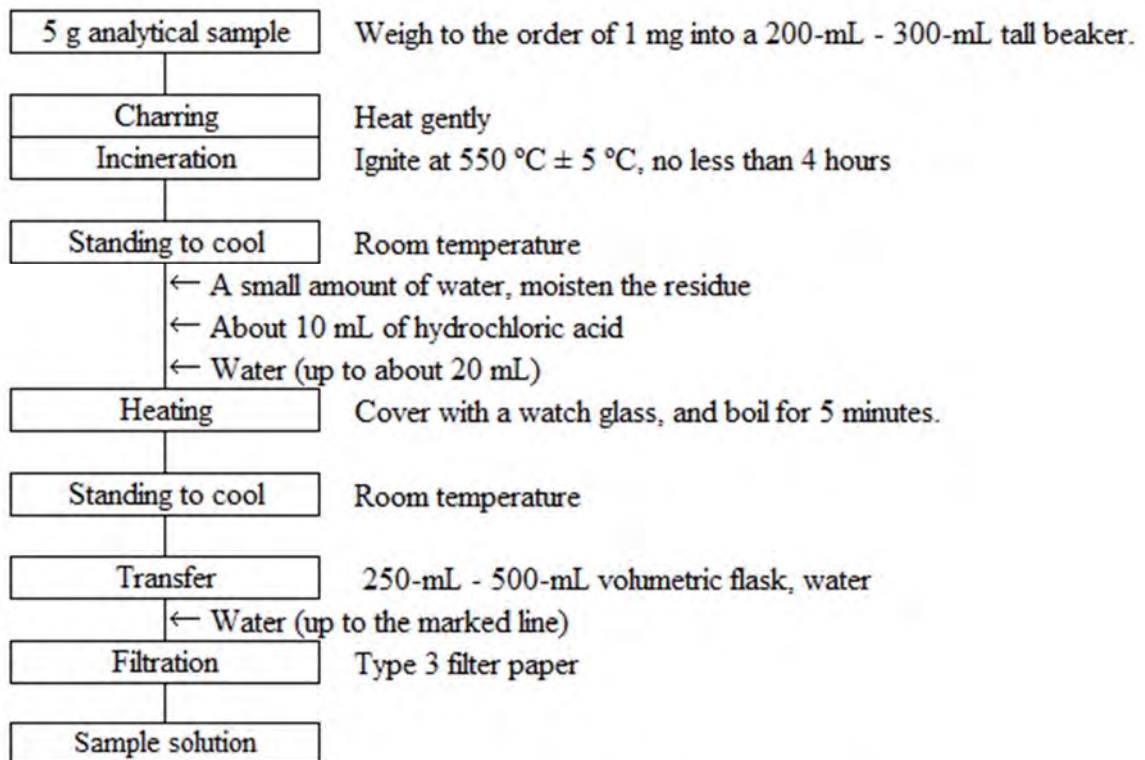 5 g analytical sample Weigh to the order of 1 mg into a 200-mL - 300-mL tall beaker.
Charring Heat gently
Incineration Ignite at 550 ºC ± 5 ºC, no less than 4 hours
Standing to cool Room temperature
← A small amount of water, moisten the residue
← About 10 mL of hydrochloric acid
← Water (up to about 20 mL)
Heating Cover with a watch glass, and boil for 5 minutes.
Standing to cool Room temperature
Transfer 250-mL - 500-mL volumetric flask, water
← Water (up to the marked line)
Filtration Type 3 filter paper
Sample solution